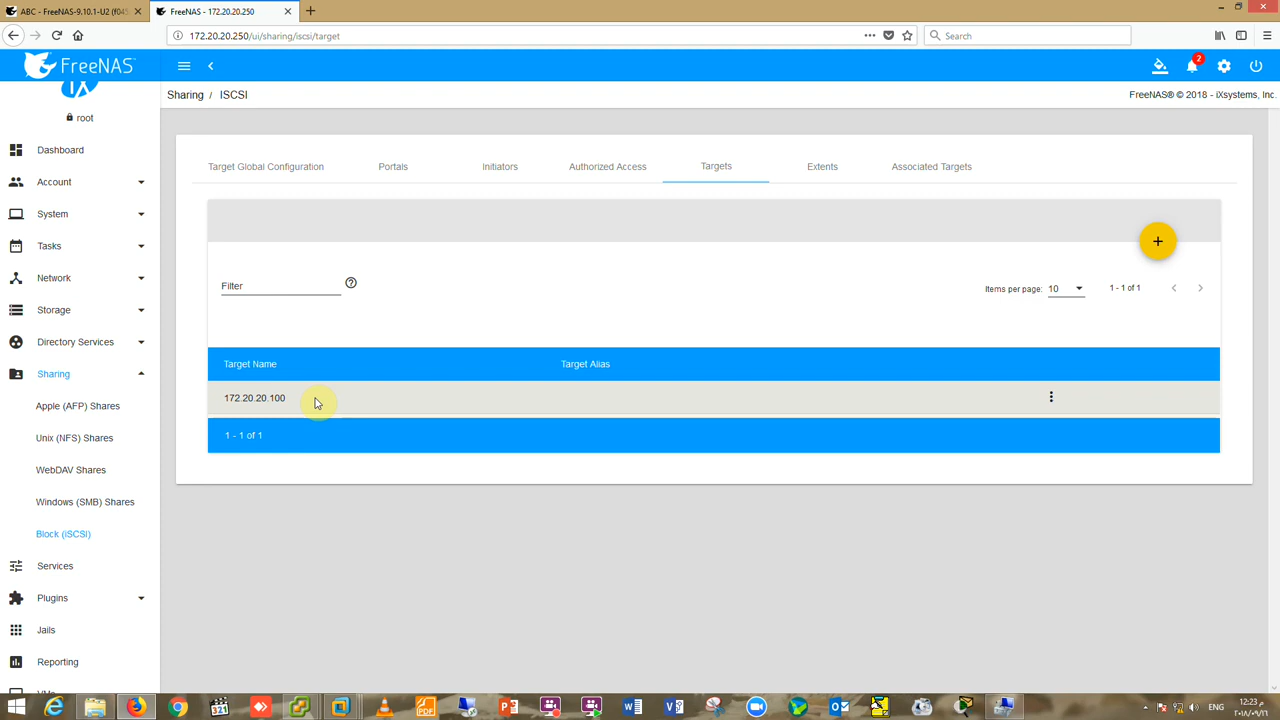 ABC - FreeNAS-9.10.1-U2 (f045
FreeNAS - 172.20.20.250
172.20.20.250/ui/sharing/iscsi/target
Search
FreeNAS
2
Sharing / ISCSI
FreeNAS® © 2018 - iXsystems, Inc.
root
Dashboard
Account
System
Tasks
Network
Storage
Directory Services
Sharing
Apple (AFP) Shares
Unix (NFS) Shares
WebDAV Shares
Windows (SMB) Shares
Block (iSCSI)
Services
Plugins
Jails
Reporting
Target Global Configuration
Portals
Initiators
Authorized Access
Targets
Extents
Associated Targets
Filter
Items per page: 10
1 - 1 of 1
Target Name
Target Alias
172.20.20.100
1 - 1 of 1
ENG
12:23 م